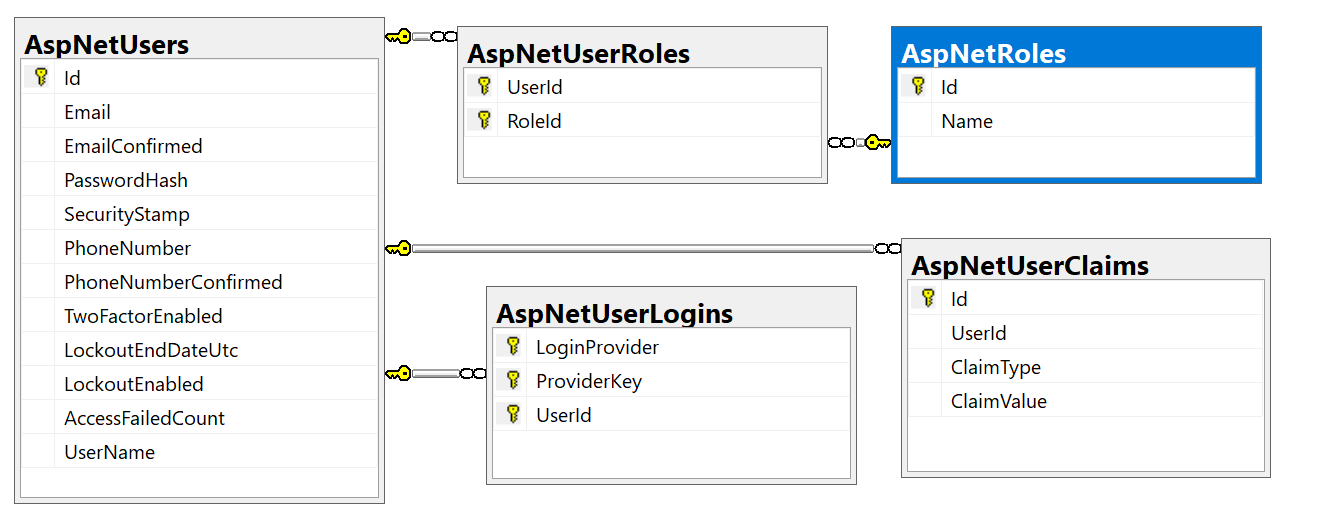 AspNetUsers
Id
Email
EmailConfirmed
PasswordHash
SecurityStamp
PhoneNumber
PhoneNumberConfirmed
TwoFactorEnabled
LockoutEndDateUtc
LockoutEnabled
AccessFailedCount
UserName
AspNetUserRoles
UserId
RoleId
AspNetRoles
Id
Name
AspNetUserLogins
LoginProvider
ProviderKey
UserId
AspNetUserClaims
Id
UserId
ClaimType
ClaimValue